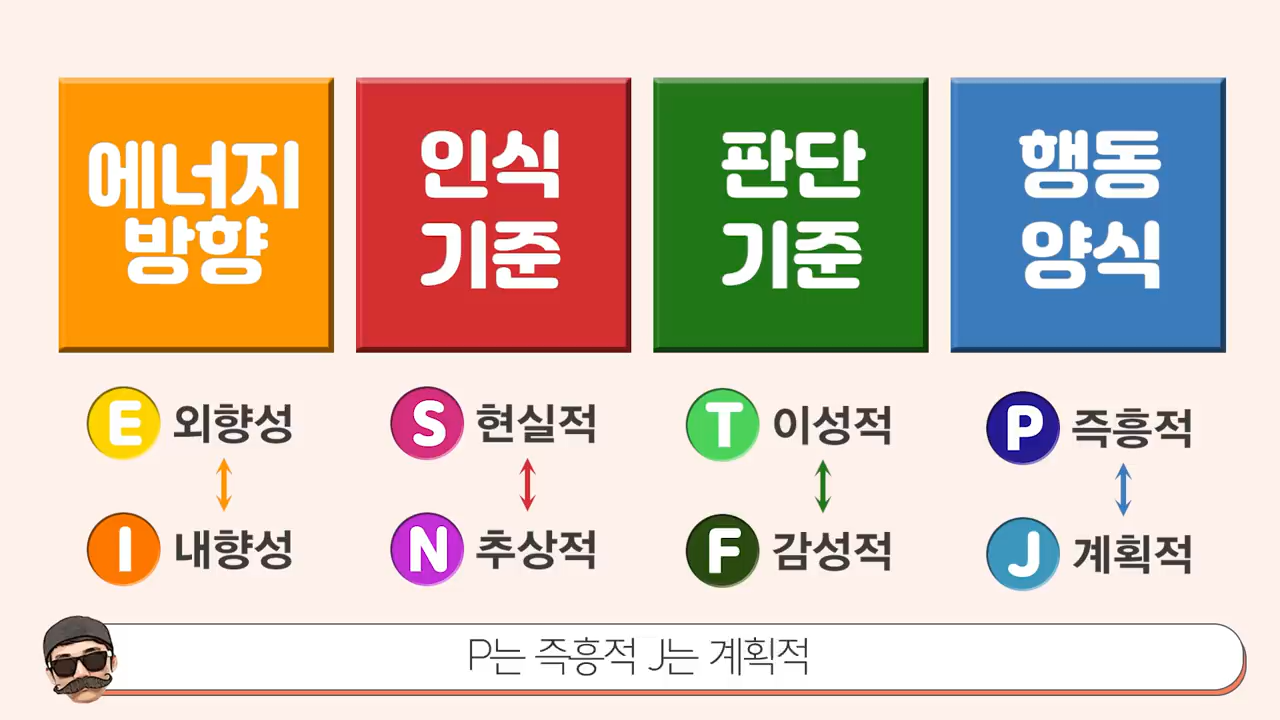 에너지
방향
인식
기준
판단
기준
행동
양식
E 외향성
I 내향성
S 현실적
N 추상적
T 이성적
F 감성적
P 즉흥적
J 계획적
P는 즉흥적 J는 계획적